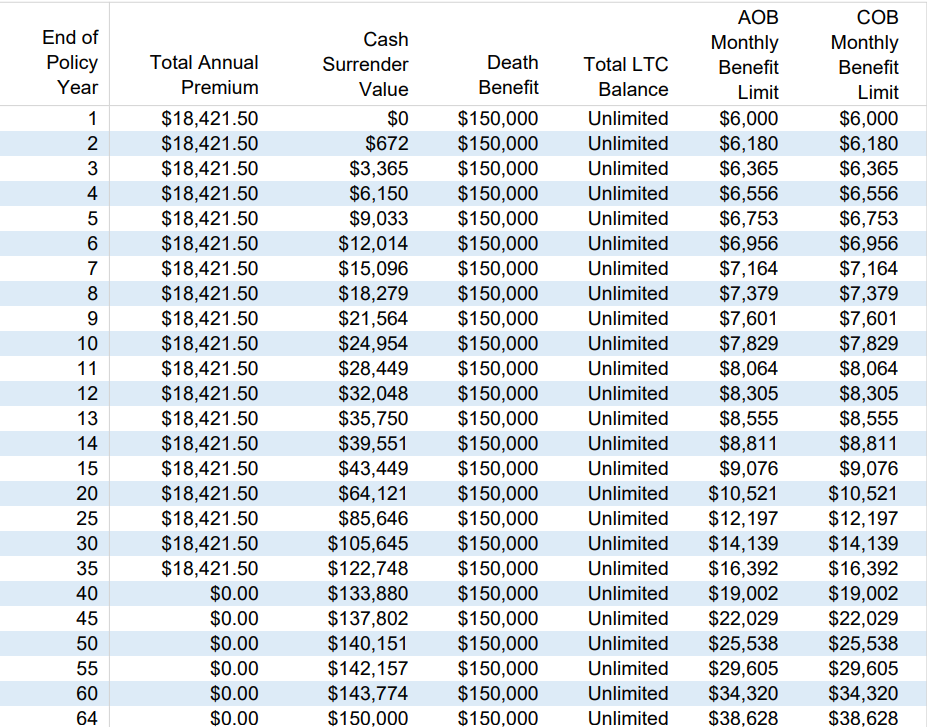 End of Policy Year Total Annual Premium Cash Surrender Value Death Benefit Total LTC Balance AOB Monthly Benefit Limit COB Monthly Benefit Limit
1 $18,421.50 $0 $150,000 Unlimited $6,000 $6,000
2 $18,421.50 $672 $150,000 Unlimited $6,180 $6,180
3 $18,421.50 $3,365 $150,000 Unlimited $6,365 $6,365
4 $18,421.50 $6,150 $150,000 Unlimited $6,556 $6,556
5 $18,421.50 $9,033 $150,000 Unlimited $6,753 $6,753
6 $18,421.50 $12,014 $150,000 Unlimited $6,956 $6,956
7 $18,421.50 $15,096 $150,000 Unlimited $7,164 $7,164
8 $18,421.50 $18,279 $150,000 Unlimited $7,379 $7,379
9 $18,421.50 $21,564 $150,000 Unlimited $7,601 $7,601
10 $18,421.50 $24,954 $150,000 Unlimited $7,829 $7,829
11 $18,421.50 $28,449 $150,000 Unlimited $8,064 $8,064
12 $18,421.50 $32,048 $150,000 Unlimited $8,305 $8,305
13 $18,421.50 $35,750 $150,000 Unlimited $8,555 $8,555
14 $18,421.50 $39,551 $150,000 Unlimited $8,811 $8,811
15 $18,421.50 $43,449 $150,000 Unlimited $9,076 $9,076
20 $18,421.50 $64,121 $150,000 Unlimited $10,521 $10,521
25 $18,421.50 $85,646 $150,000 Unlimited $12,197 $12,197
30 $18,421.50 $105,645 $150,000 Unlimited $14,139 $14,139
35 $18,421.50 $122,748 $150,000 Unlimited $16,392 $16,392
40 $0.00 $133,880 $150,000 Unlimited $19,002 $19,002
45 $0.00 $137,802 $150,000 Unlimited $22,029 $22,029
50 $0.00 $140,151 $150,000 Unlimited $25,538 $25,538
55 $0.00 $142,157 $150,000 Unlimited $29,605 $29,605
60 $0.00 $143,774 $150,000 Unlimited $34,320 $34,320
64 $0.00 $150,000 $150,000 Unlimited $38,628 $38,628